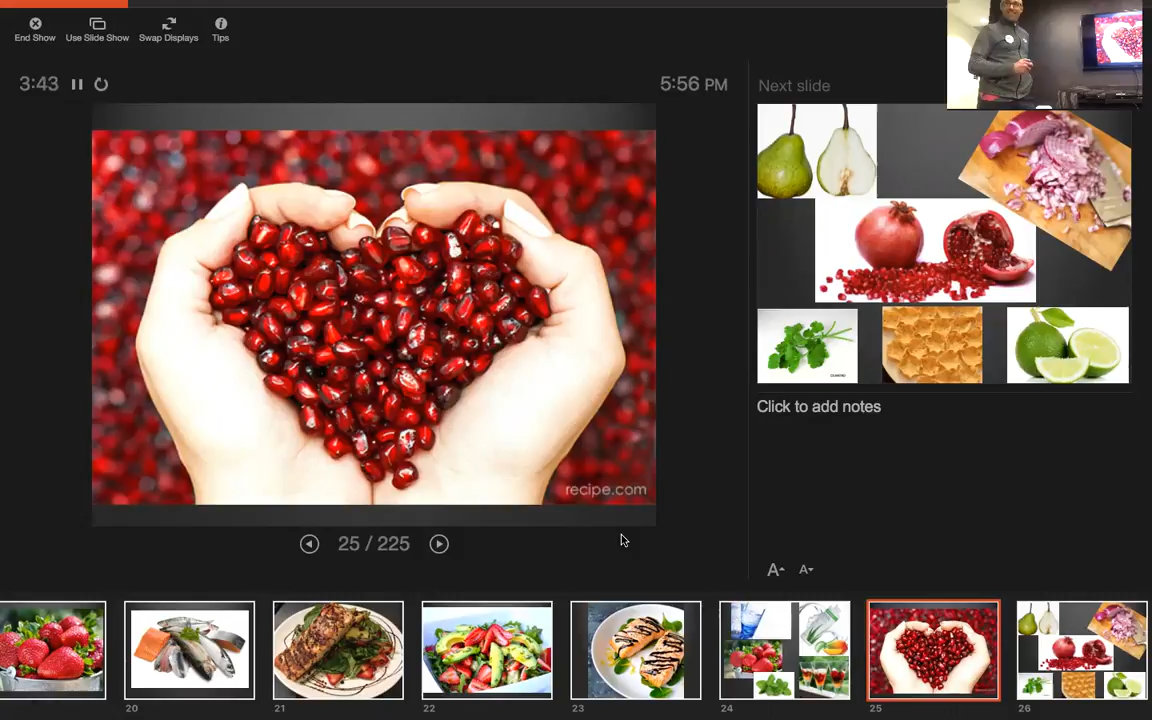 End Show Use Slide Show Swap Displays Tips
3:43 5:56 PM
Next slide
recipe.com
Click to add notes
25 / 225
A A
20 21 22 23 24 25 26